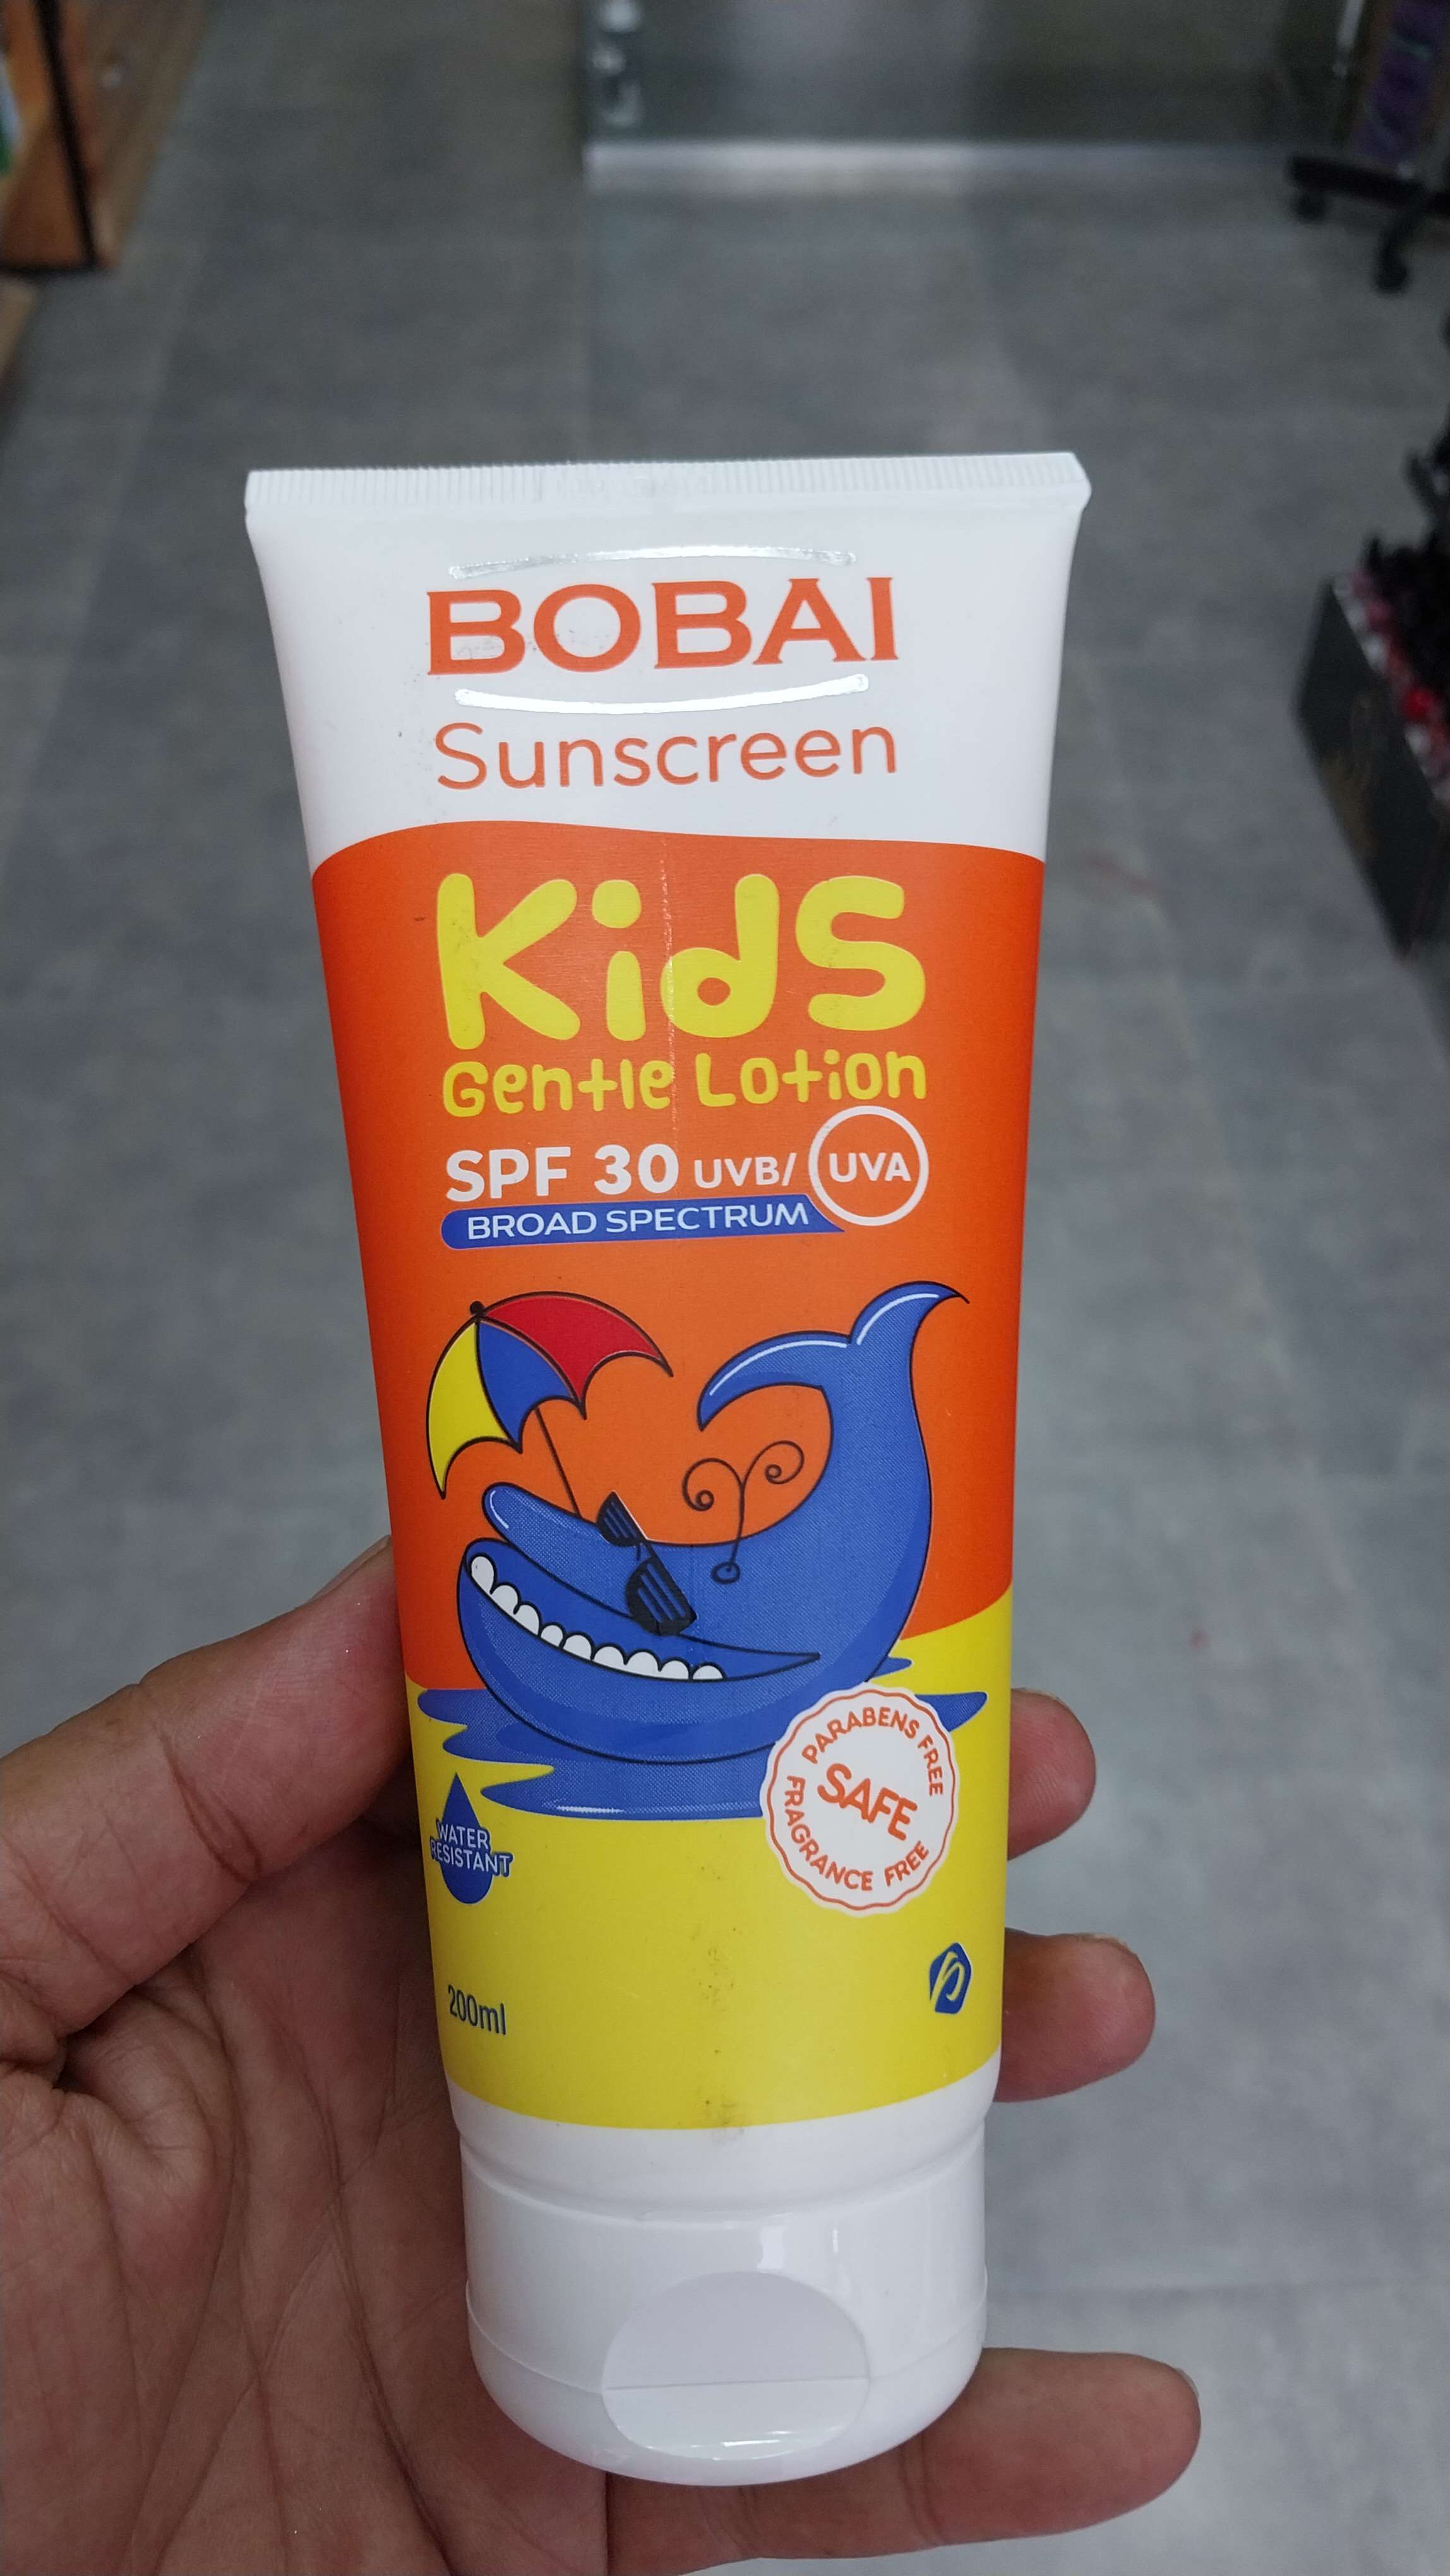 BOBAI
Sunscreen
Kids
Gentle Lotion
SPF 30 UVB/ UVA
BROAD SPECTRUM
PARABENS FREE
SAFE
FRAGRANCE FREE
WATER
RESISTANT
200ml